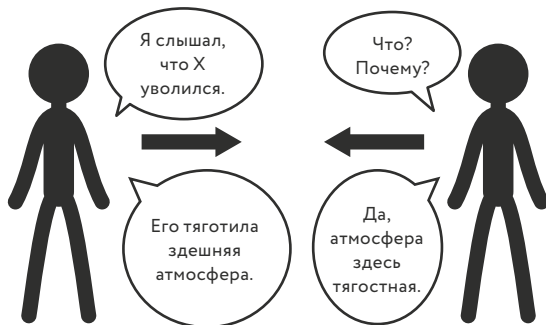 Я слышал,
что Х
уволился.
Что?
Почему?
Его тяготила
здешняя
атмосфера.
Да,
атмосфера
здесь
тягостная.